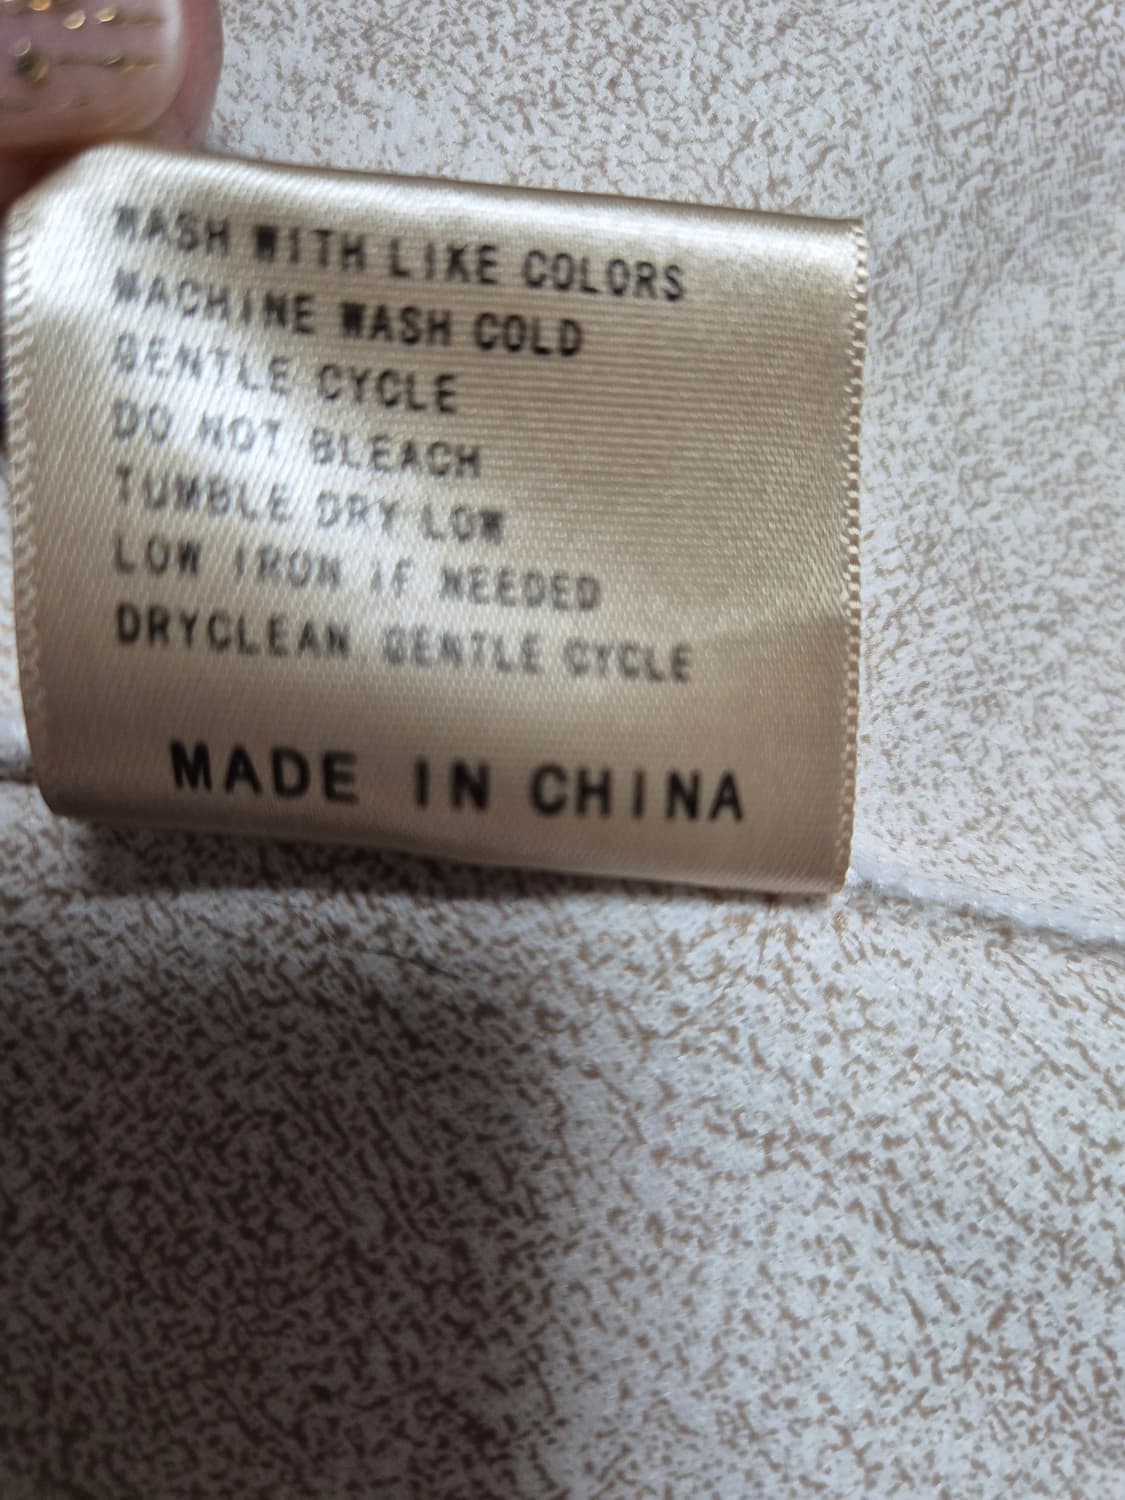 WASH WITH LIKE COLORS
MACHINE WASH COLD
GENTLE CYCLE
DO NOT BLEACH
TUMBLE DRY LOW
LOW IRON IF NEEDED
DRYCLEAN GENTLE CYCLE
MADE IN CHINA